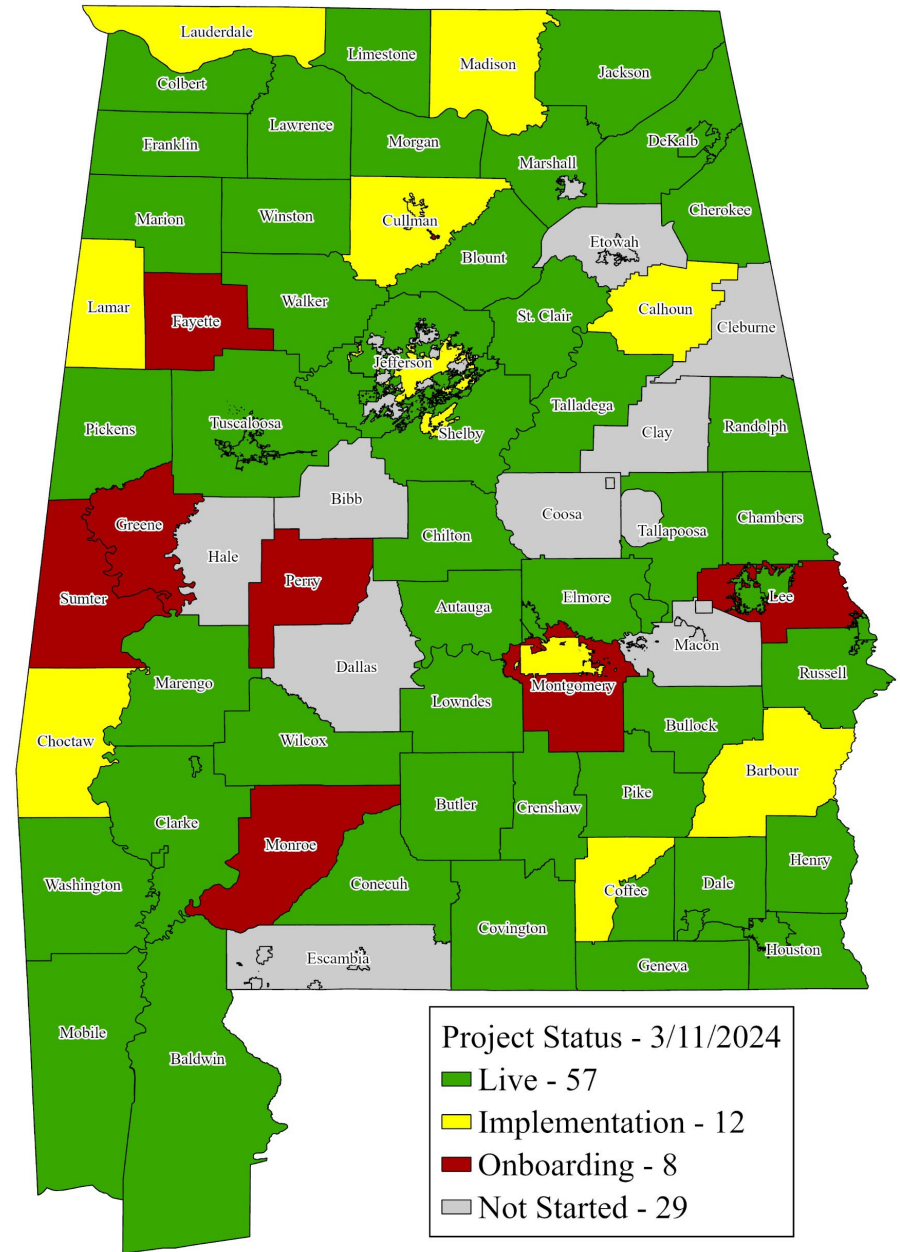 Lauderdale
Limestone
Madison
Jackson
Colbert
Lawrence
Franklin
Morgan
DeKalb
Marshall
Marion
Winston
Cullman
Cherokee
Etowah
Blount
Lamar
Fayette
Walker
St. Clair
Calhoun
Cleburne
Jefferson
Pickens
Tuscaloosa
Shelby
Talladega
Clay
Randolph
Bibb
Greene
Hale
Chilton
Coosa
Tallapoosa
Chambers
Sumter
Perry
Autauga
Elmore
Lee
Dallas
Macon
Marengo
Lowndes
Montgomery
Russell
Choctaw
Wilcox
Bullock
Barbour
Clarke
Butler
Crenshaw
Pike
Monroe
Washington
Conecuh
Coffee
Dale
Henry
Covington
Escambia
Geneva
Houston
Mobile
Baldwin
Project Status - 3/11/2024
Live - 57
Implementation - 12
Onboarding - 8
Not Started - 29